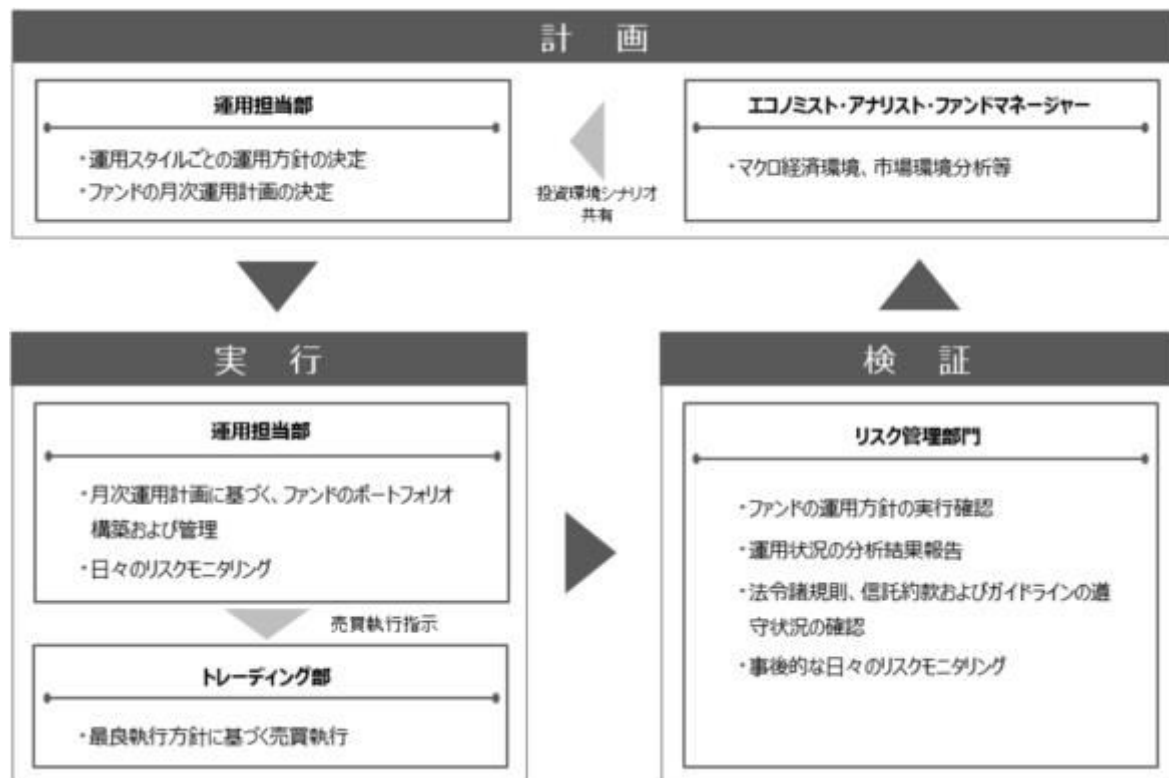 計 画
運用担当部
・運用スタイルごとの運用方針の決定
・ファンドの月次運用計画の決定
投資環境シナリオ
共有
エコノミスト・アナリスト・ファンドマネージャー
・マクロ経済環境、市場環境分析等
実 行
運用担当部
・月次運用計画に基づく、ファンドのポートフォリオ
構築および管理
・日々のリスクモニタリング
売買執行指示
トレーディング部
・最良執行方針に基づく売買執行
検 証
リスク管理部門
・ファンドの運用方針の実行確認
・運用状況の分析結果報告
・法令諸規則、信託約款およびガイドラインの遵
守状況の確認
・事後的な日々のリスクモニタリング